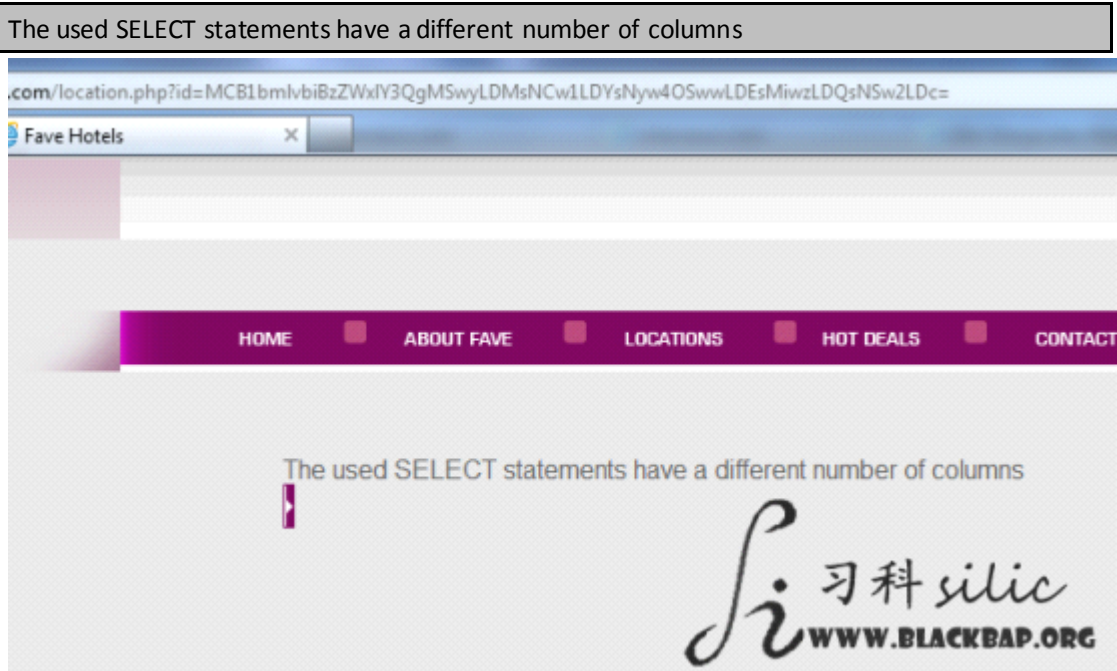 The used SELECT statements have a different number of columns
.com/location.php?id=MCB1bmlvbiBzZWxlY3QgMSwyLDMsNCw1LDYsNyw4OSwwLDEsMiwzLDQsNSw2LDc=
Fave Hotels
HOME ABOUT FAVE LOCATIONS HOT DEALS CONTACT
The used SELECT statements have a different number of columns
习科 silic
WWW.BLACKBAP.ORG